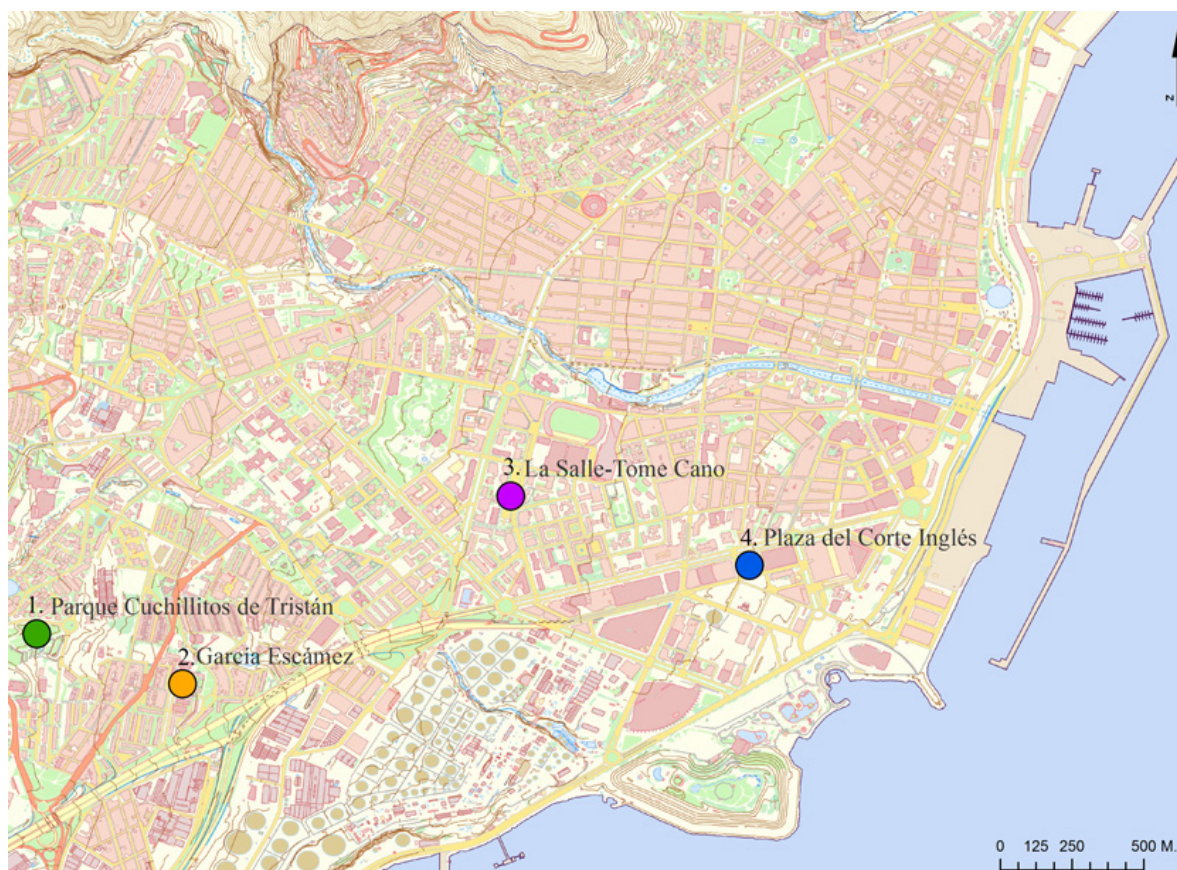 N
3. La Salle-Tome Cano
4. Plaza del Corte Inglés
1. Parque Cuchillitos de Tristán
2. García Escámez
0 125 250 500 M.